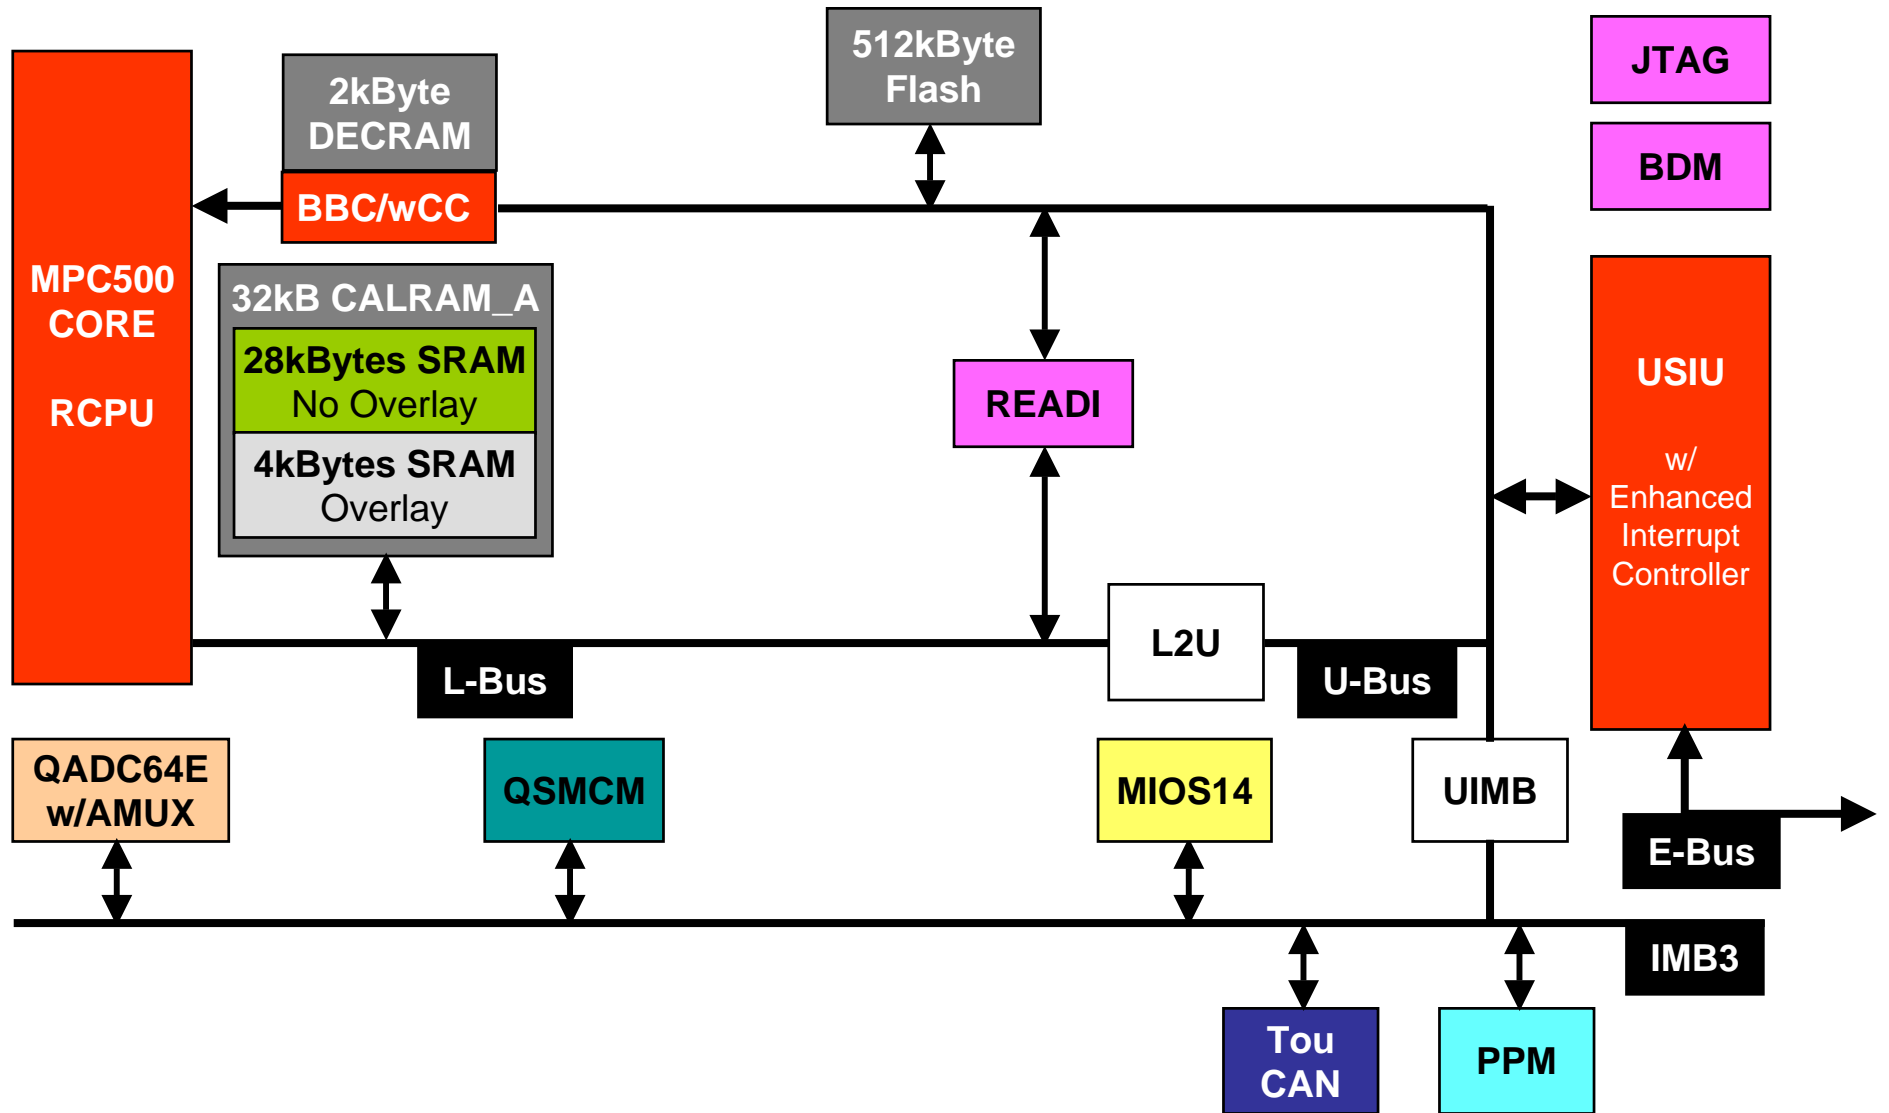 MPC500
CORE
RCPU
2kByte
DECRAM
BBC/wCC
512kByte
Flash
JTAG
BDM
32kB CALRAM_A
28kBytes SRAM
No Overlay
4kBytes SRAM
Overlay
READI
USIU
w/
Enhanced
Interrupt
Controller
L2U
L-Bus
U-Bus
QADC64E
w/AMUX
QSMCM
MIOS14
UIMB
E-Bus
IMB3
Tou
CAN
PPM